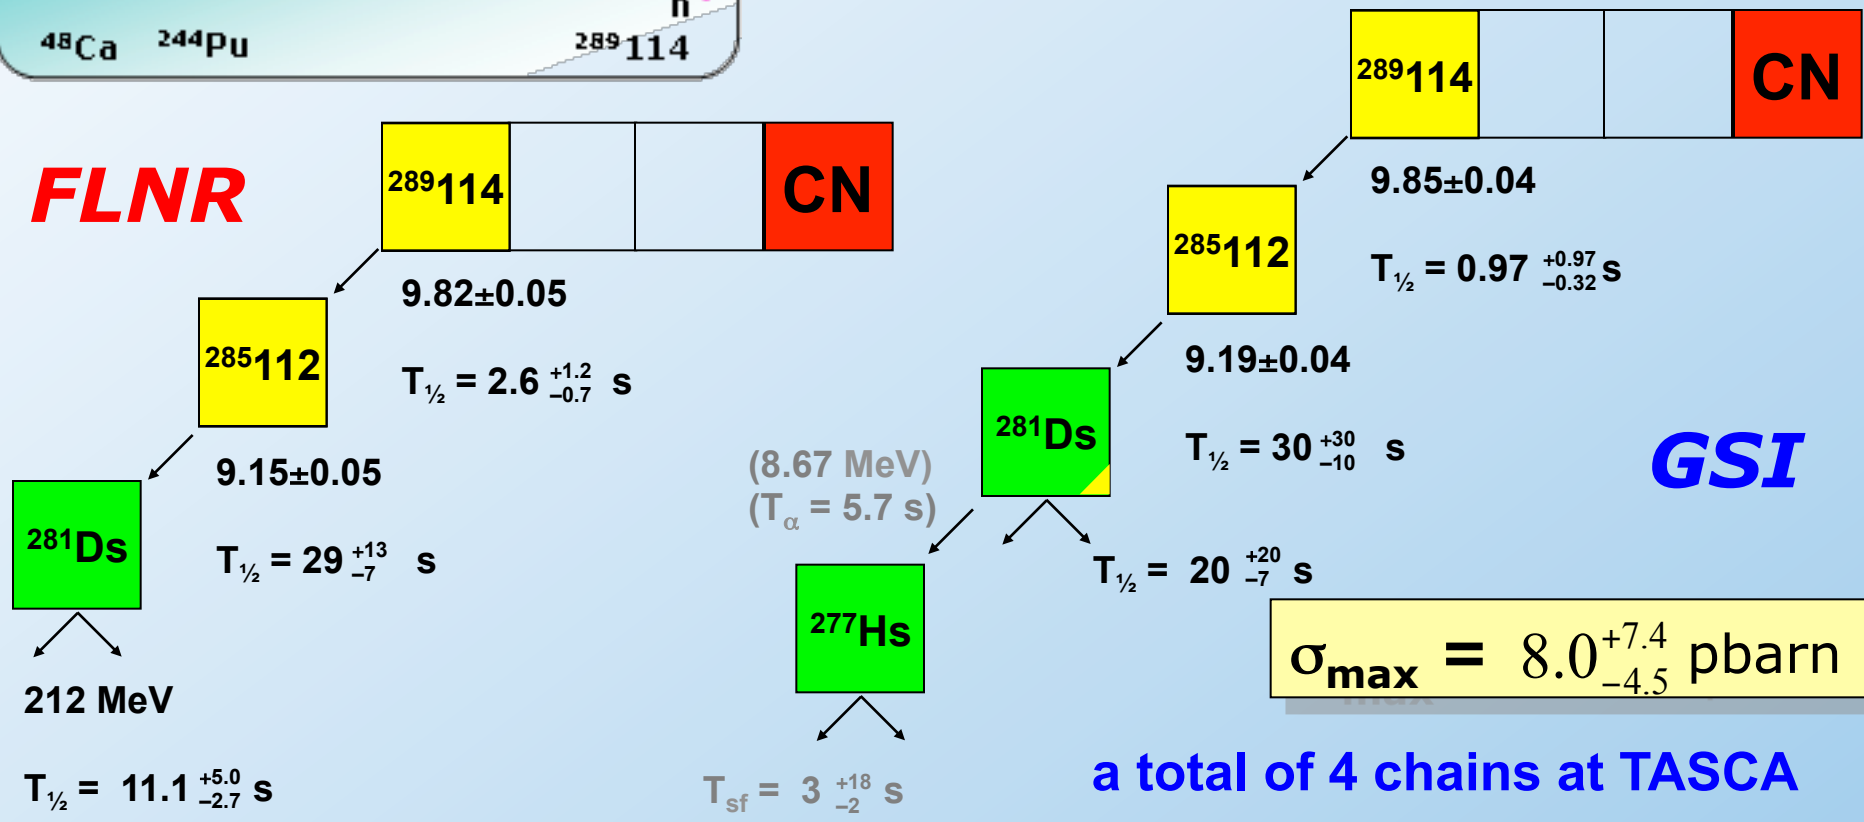 n
⁴⁸Ca ²⁴⁴Pu ²⁸⁹114
FLNR
²⁸⁹114 CN
9.82±0.05
T½ = 2.6 +1.2 −0.7 s
²⁸⁵112
9.15±0.05
T½ = 29 +13 −7 s
²⁸¹Ds
212 MeV
T½ = 11.1 +5.0 −2.7 s
²⁸⁹114 CN
9.85±0.04
T½ = 0.97 +0.97 −0.32 s
²⁸⁵112
9.19±0.04
T½ = 30 +30 −10 s
GSI
²⁸¹Ds
(8.67 MeV)
(Tα = 5.7 s)
T½ = 20 +20 −7 s
²⁷⁷Hs
Tsf = 3 +18 −2 s
σmax = 8.0 +7.4 −4.5 pbarn
a total of 4 chains at TASCA